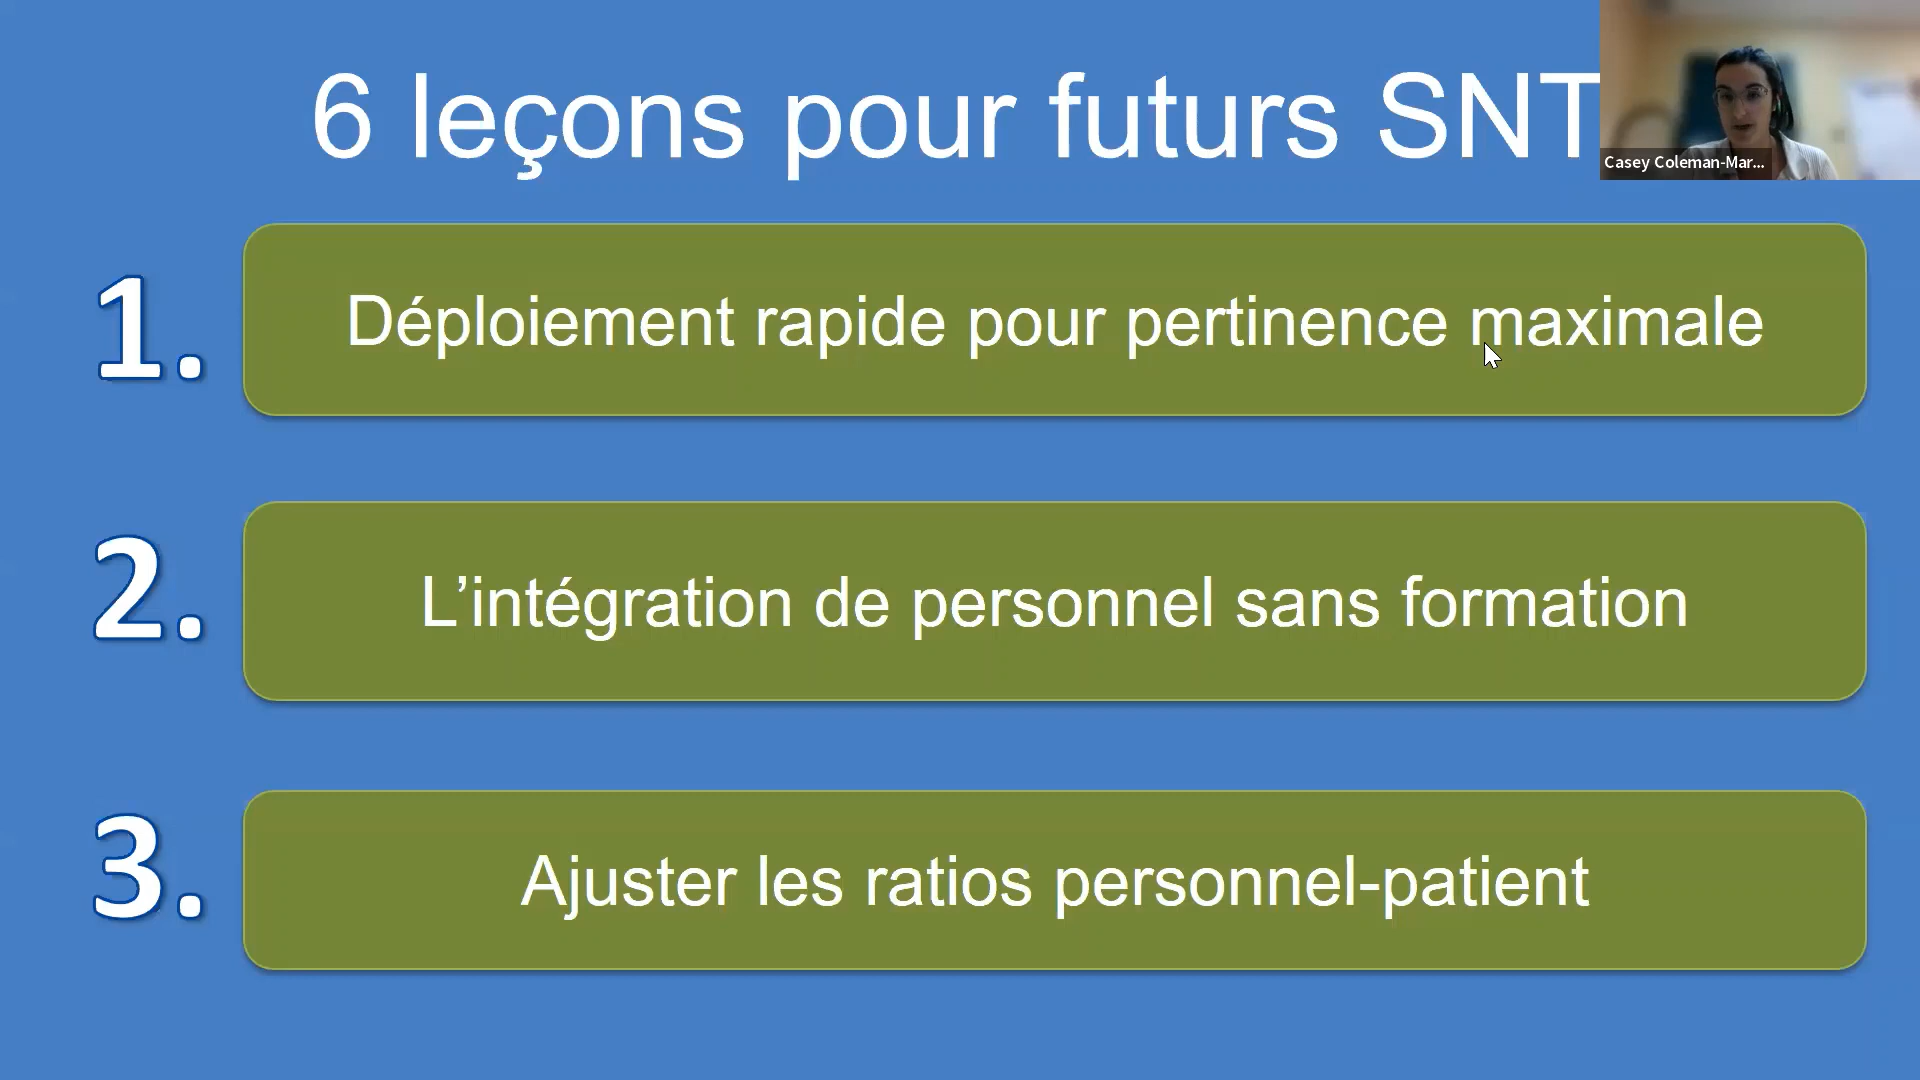 6 leçons pour futurs SNT
Casey Coleman-Mar...
1.
Déploiement rapide pour pertinence maximale
2.
L’intégration de personnel sans formation
3.
Ajuster les ratios personnel-patient